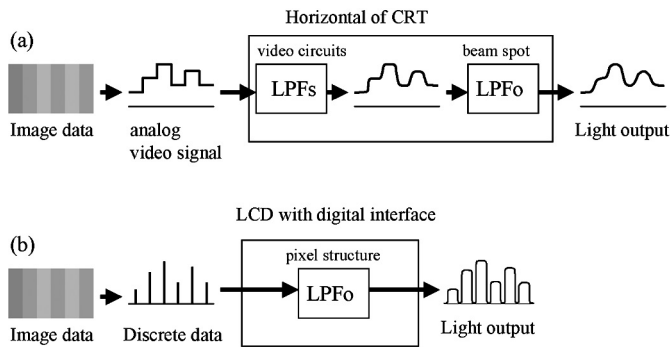 Horizontal of CRT
(a)
video circuits
beam spot
LPFs
LPFo
Image data
analog
video signal
Light output
LCD with digital interface
(b)
pixel structure
LPFo
Image data
Discrete data
Light output